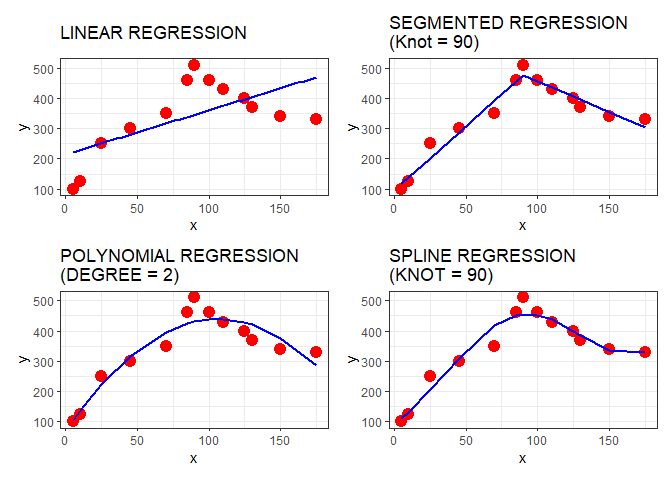 LINEAR REGRESSION
500
400
300
200
100
y
0 50 100 150
x
SEGMENTED REGRESSION
(Knot = 90)
500
400
300
200
100
y
0 50 100 150
x
POLYNOMIAL REGRESSION
(DEGREE = 2)
500
400
300
200
100
y
0 50 100 150
x
SPLINE REGRESSION
(KNOT = 90)
500
400
300
200
100
y
0 50 100 150
x